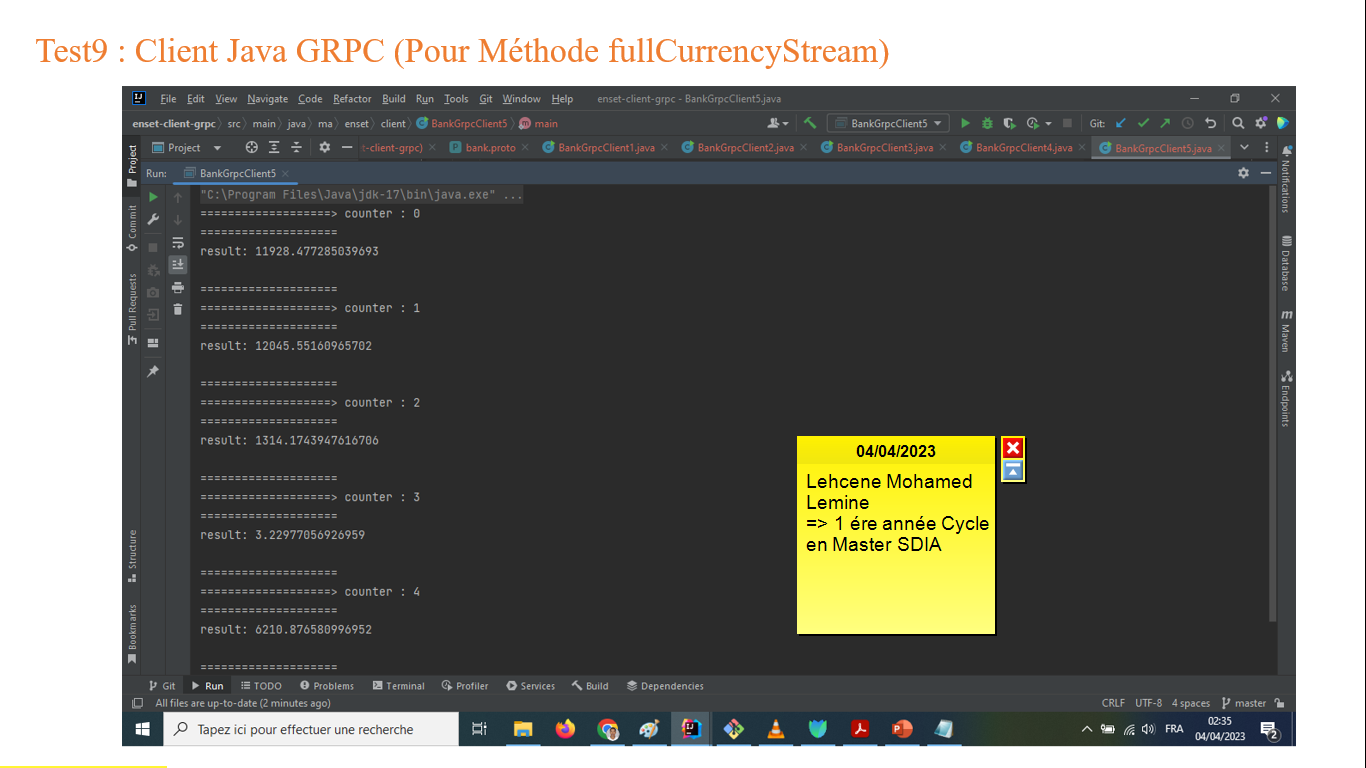 Test9 : Client Java GRPC (Pour Méthode fullCurrencyStream)
File Edit View Navigate Code Refactor Build Run Tools Git Window Help enset-client-grpc - BankGrpcClient5.java
enset-client-grpc src main java ma enset client BankGrpcClient5 main BankGrpcClient5 Git:
Project Project t-client-grpc) bank.proto BankGrpcClient1.java BankGrpcClient2.java BankGrpcClient3.java BankGrpcClient4.java BankGrpcClient5.java
Run: BankGrpcClient5
"C:\Program Files\Java\jdk-17\bin\java.exe" ...
===================> counter : 0
====================
result: 11928.477285039693
====================
===================> counter : 1
====================
result: 12045.55160965702
====================
===================> counter : 2
====================
result: 1314.1743947616706
====================
===================> counter : 3
====================
result: 3.22977056926959
====================
===================> counter : 4
====================
result: 6210.876580996952
====================
Commit
Pull Requests
Structure
Bookmarks
Notifications
Database
m
Maven
Endpoints
04/04/2023
Lehcene Mohamed
Lemine
=> 1 ére année Cycle
en Master SDIA
Git Run TODO Problems Terminal Profiler Services Build Dependencies
All files are up-to-date (2 minutes ago) CRLF UTF-8 4 spaces master
Tapez ici pour effectuer une recherche FRA 02:35
04/04/2023
2